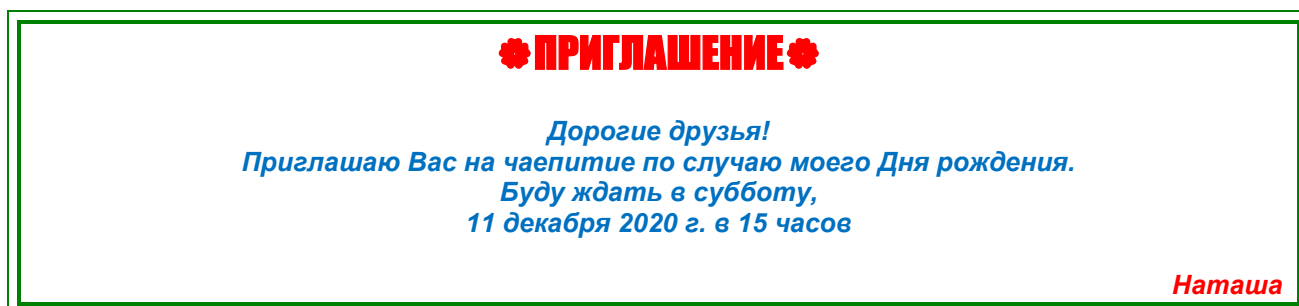 ПРИГЛАШЕНИЕ
Дорогие друзья!
Приглашаю Вас на чаепитие по случаю моего Дня рождения.
Буду ждать в субботу,
11 декабря 2020 г. в 15 часов
Наташа